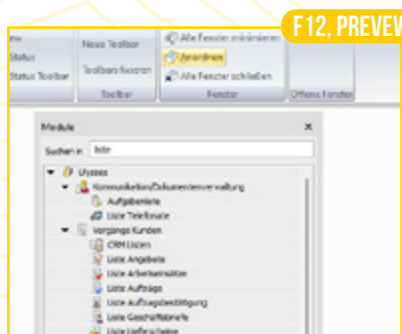 F12, PREVEW
ew
Neues Toolbar
Alle Fenster minimieren
Status
Anordnen
Status Toolbar
Toolbars fixieren
Alle Fenster schließen
Toolbar
Fenster
Offene Fenster
Module
x
Suchen in
liste
Ulysses
Kommunikation/Dokumentenverwaltung
Aufgabenliste
Liste Telefonate
Vorgänge Kunden
CRM Listen
Liste Angebote
Liste Arbeitseinsätze
Liste Aufträge
Liste Auftragsbestätigung
Liste Geschäftsbriefe
Liste Lieferscheine